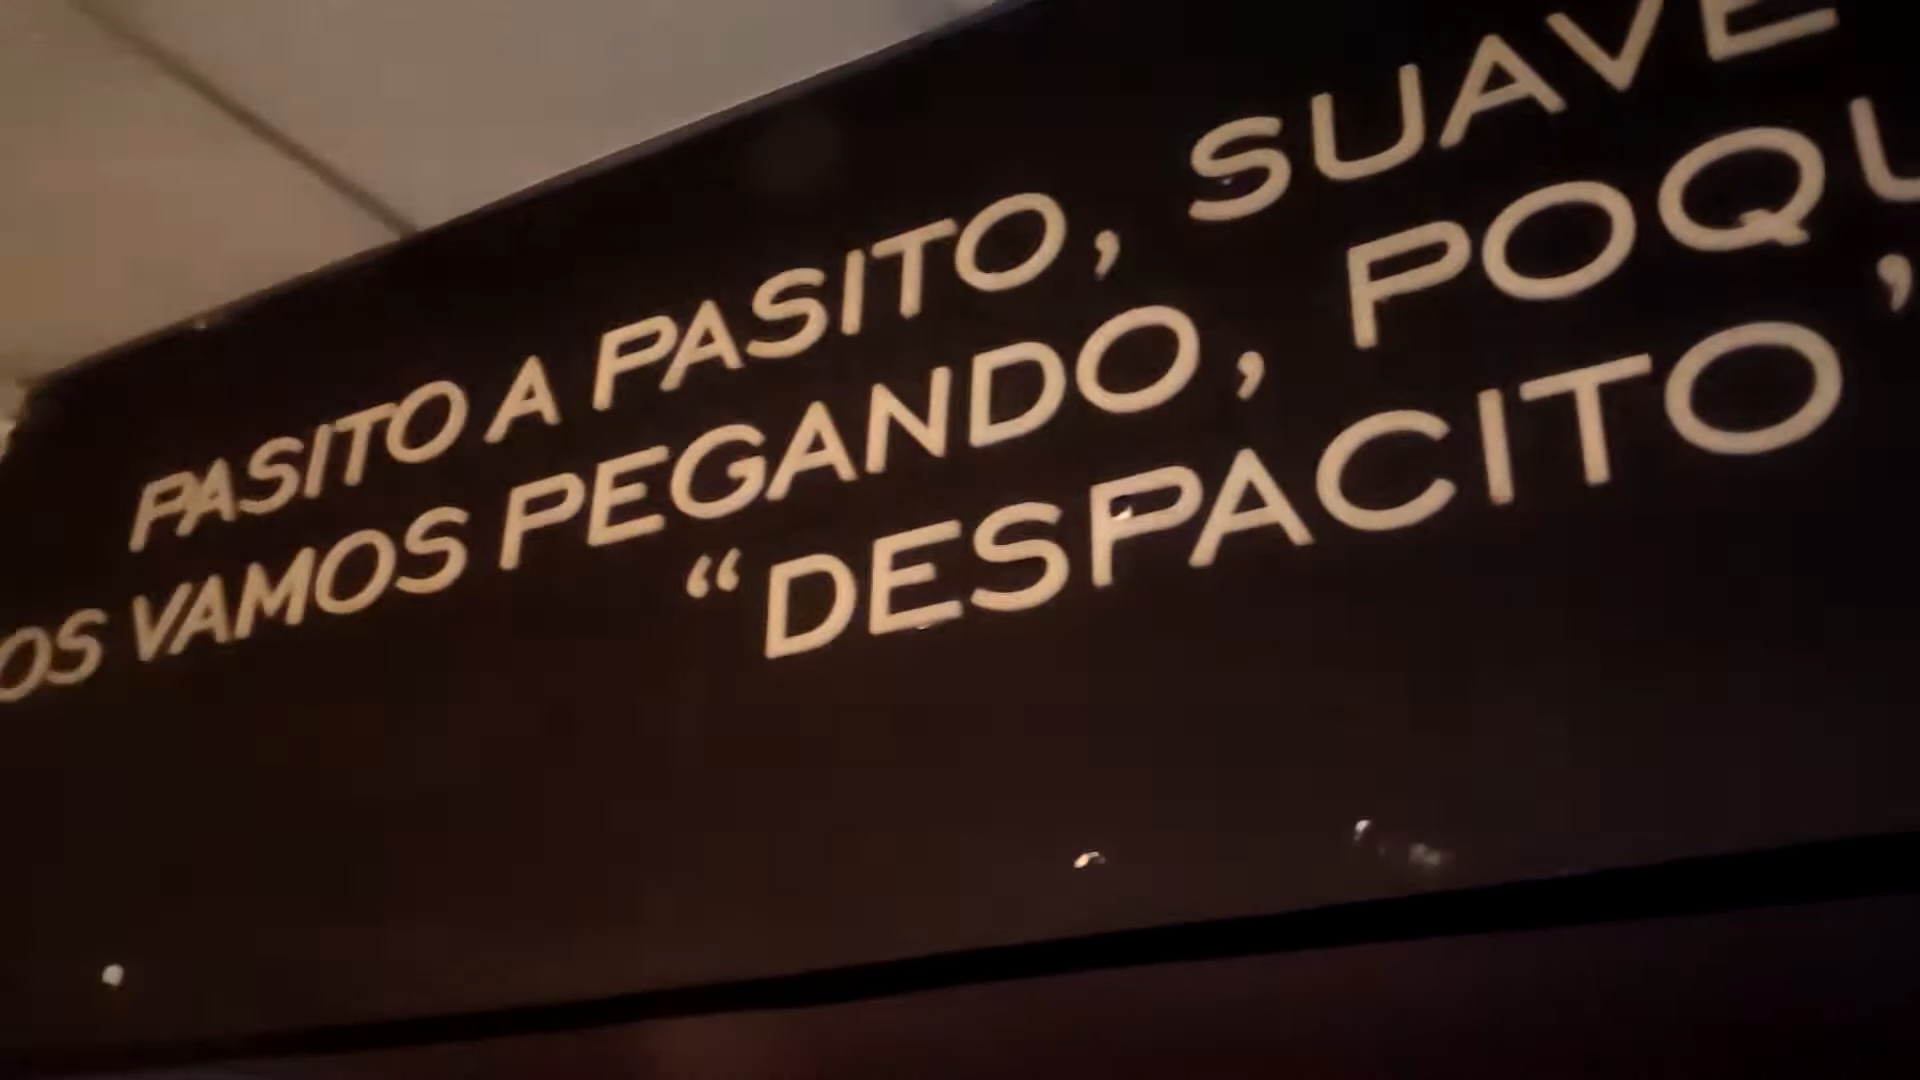 PASITO A PASITO, SUAVE
OS VAMOS PEGANDO, POQU
“DESPACITO,